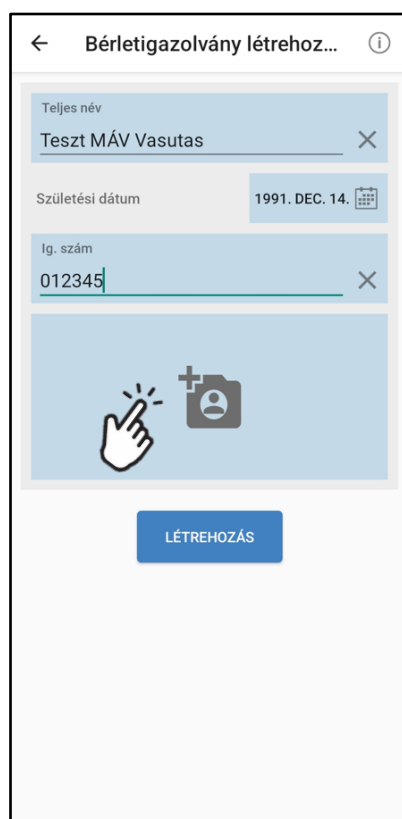 Bérletigazolvány létrehoz...
Teljes név
Teszt MÁV Vasutas
Születési dátum
1991. DEC. 14.
Ig. szám
012345
LÉTREHOZÁS